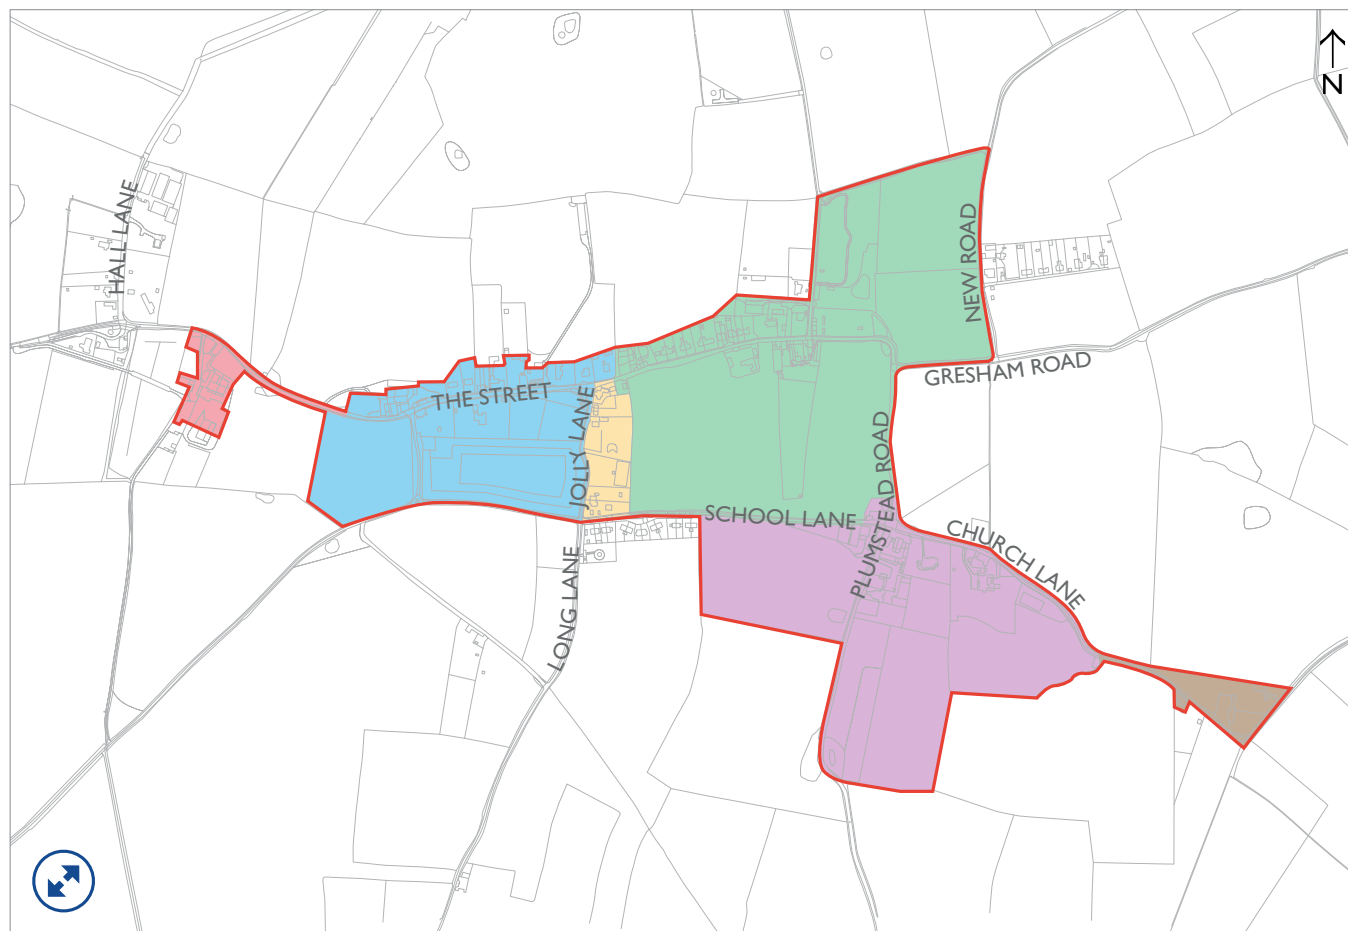 N
HALL LANE
NEW ROAD
GRESHAM ROAD
THE STREET
JOLLY LANE
PLUMSTEAD ROAD
SCHOOL LANE
CHURCH LANE
LONG LANE